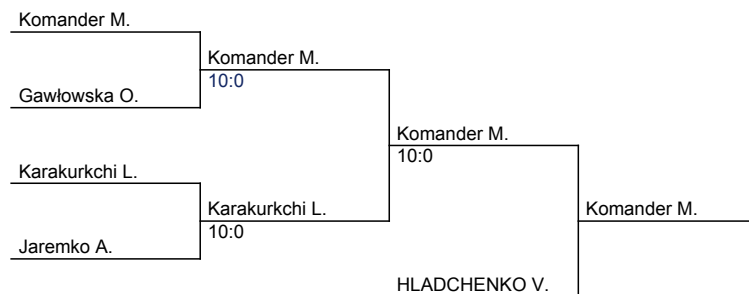 Komander M.
Komander M.
10:0
Gawłowska O.
Komander M.
10:0
Karakurkchi L.
Karakurkchi L.
10:0
Komander M.
Jaremko A.
HLADCHENKO V.